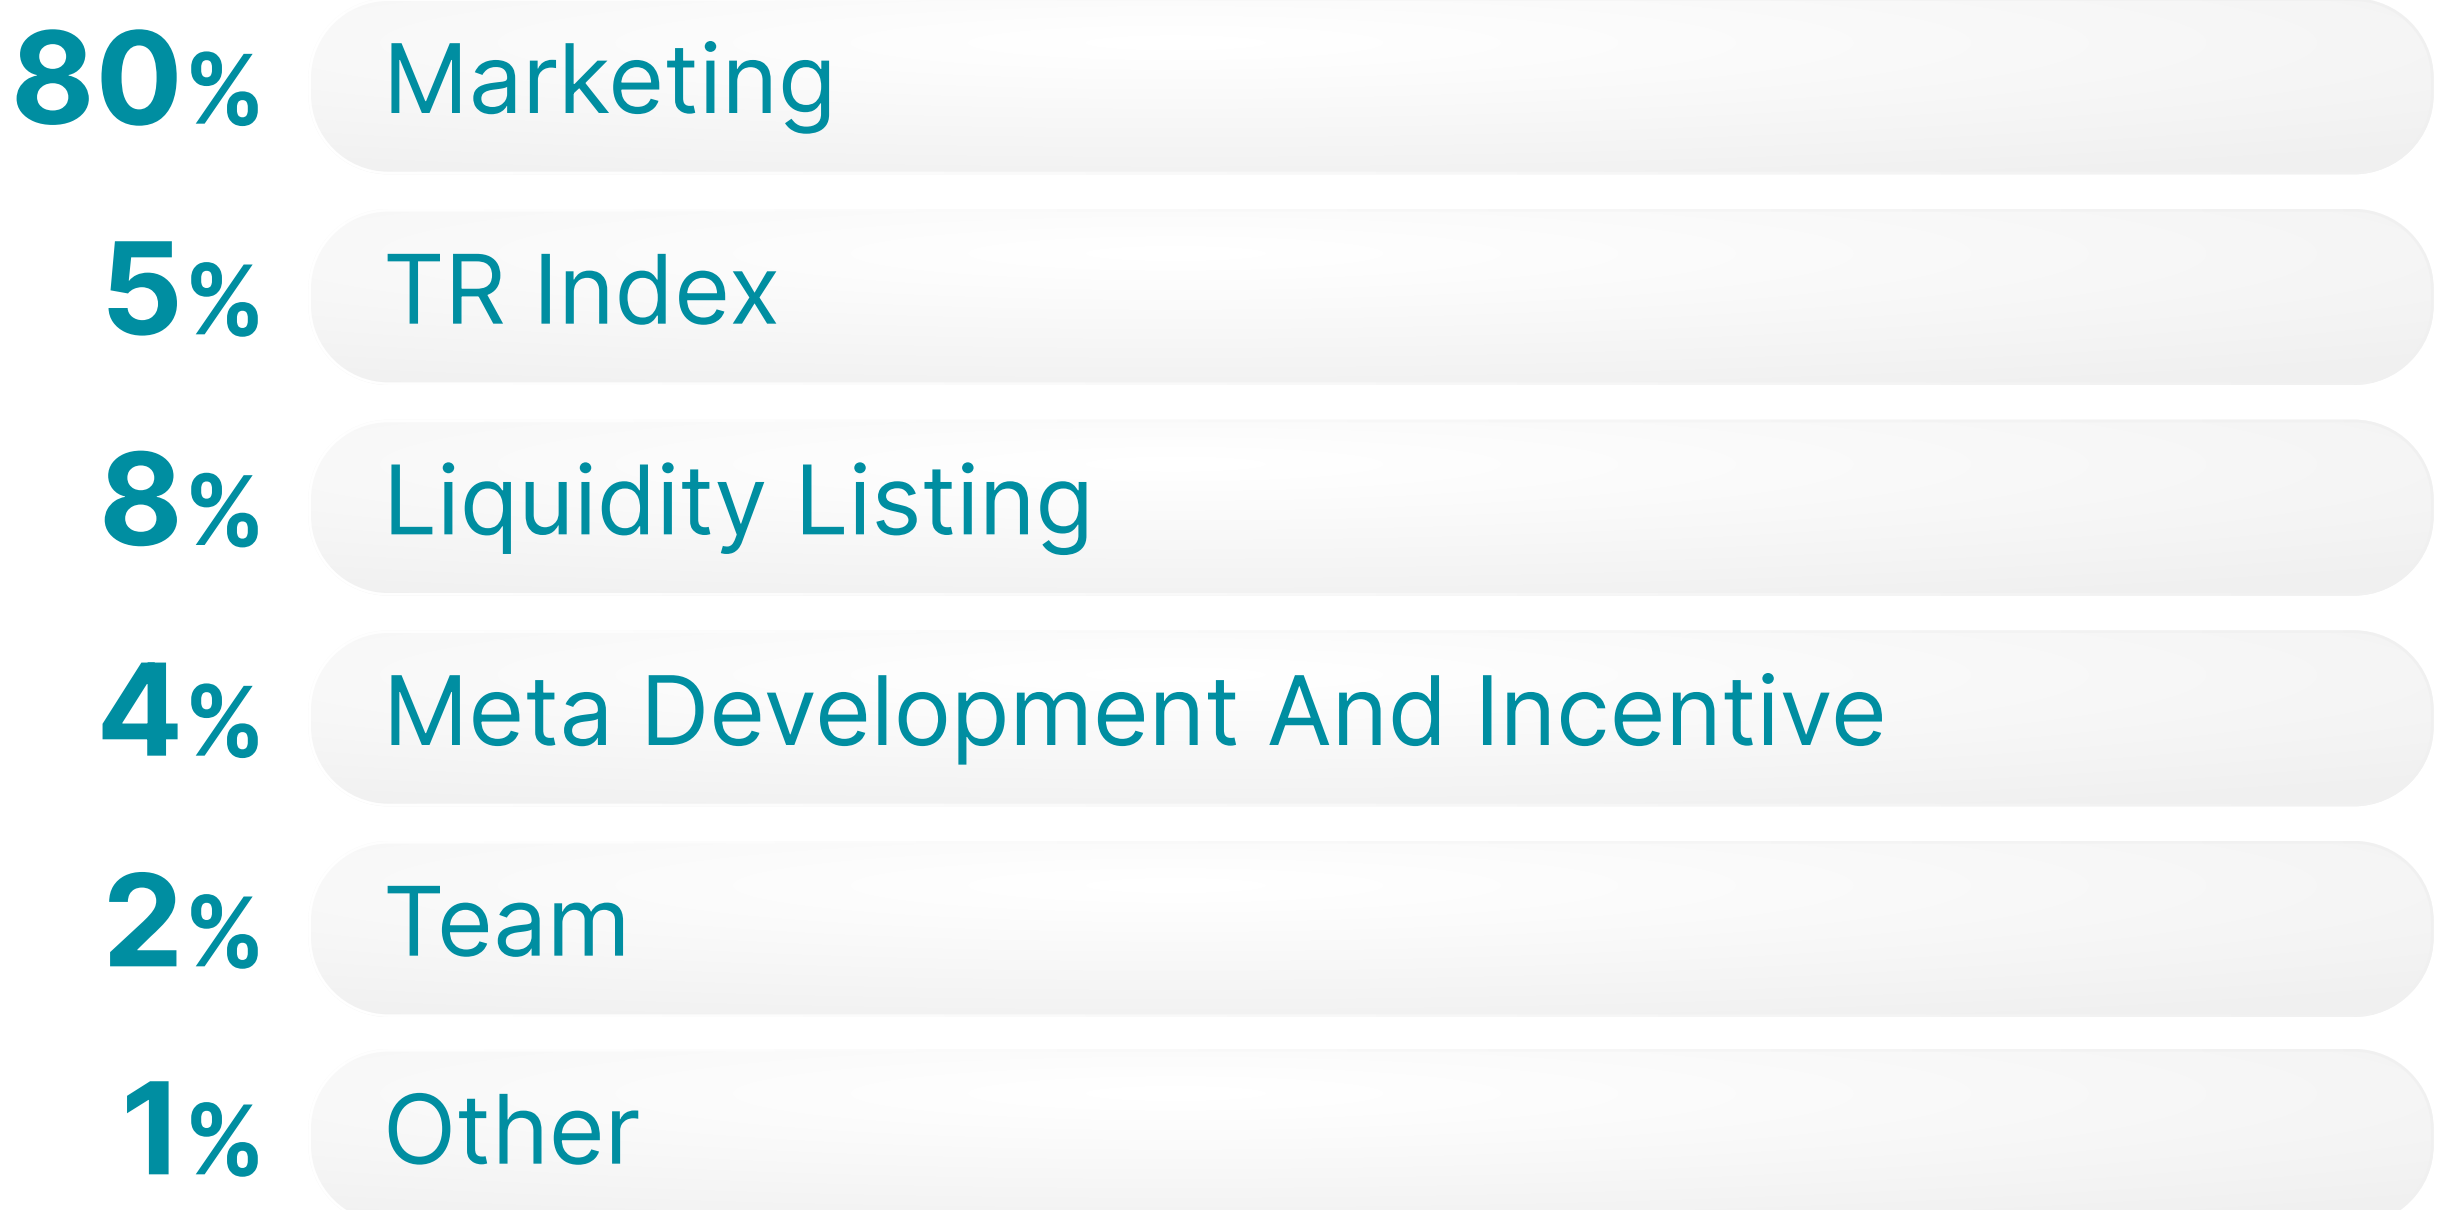 80% Marketing
5% TR Index
8% Liquidity Listing
4% Meta Development And Incentive
2% Team
1% Other